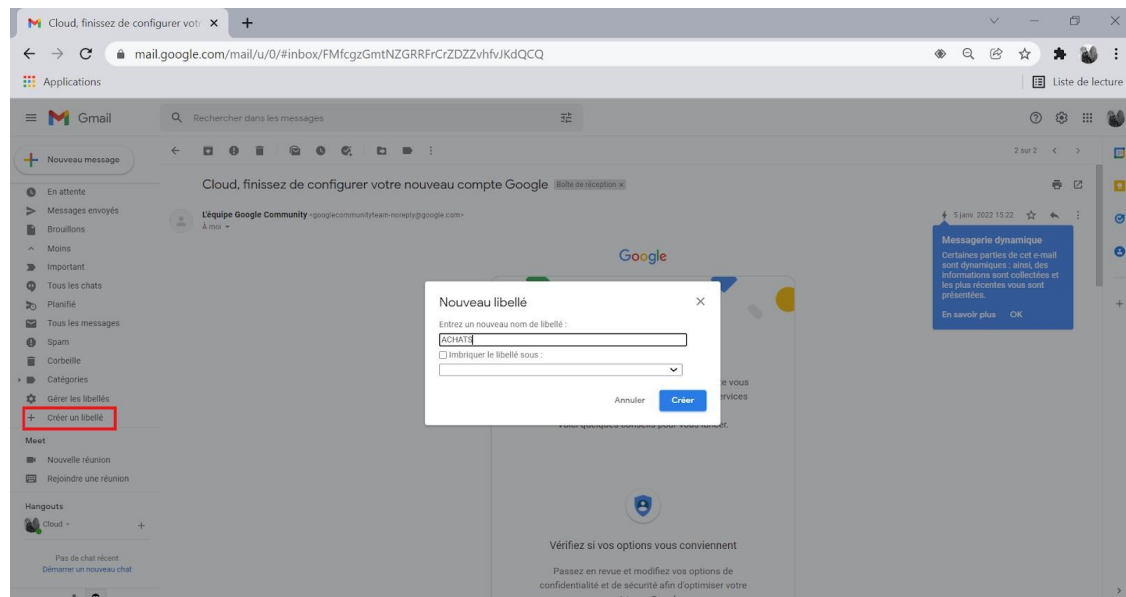 Cloud, finissez de configurer votr
mail.google.com/mail/u/0/#inbox/FMfcgzGmtNZGRRFrCrZDZZvhfvJKdQCQ
Applications
Liste de lecture
Gmail
Rechercher dans les messages
Nouveau message
2 sur 2
En attente
Messages envoyés
Brouillons
Moins
Important
Tous les chats
Planifié
Tous les messages
Spam
Corbeille
Catégories
Gérer les libellés
Créer un libellé
Meet
Nouvelle réunion
Rejoindre une réunion
Hangouts
Cloud
Pas de chat récent
Démarrer un nouveau chat
Cloud, finissez de configurer votre nouveau compte Google Boîte de réception x
L'équipe Google Community <googlecommunityteam-noreply@google.com>
À moi
5 janv. 2022 15:22
Messagerie dynamique
Certaines parties de cet e-mail
sont dynamiques : ainsi, des
informations sont collectées et
les plus récentes vous sont
présentées.
En savoir plus OK
Google
Nouveau libellé
Entrez un nouveau nom de libellé :
ACHATS
Imbriquer le libellé sous :
Annuler Créer
vous
Voici quelques conseils pour vous lancer.
Vérifiez si vos options vous conviennent
Passez en revue et modifiez vos options de
confidentialité et de sécurité afin d'optimiser votre